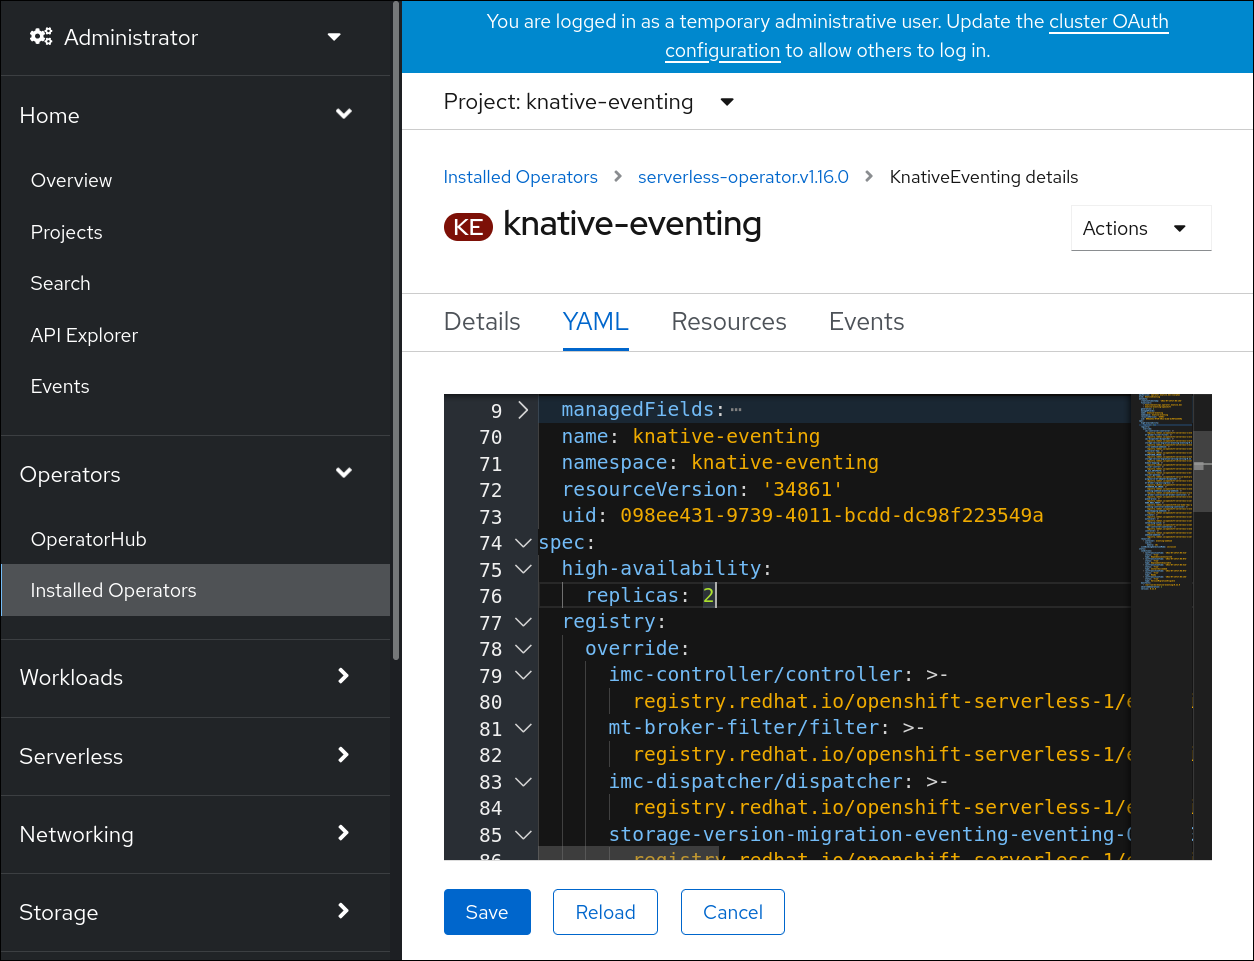 Administrator
Home
Overview
Projects
Search
API Explorer
Events
Operators
OperatorHub
Installed Operators
Workloads
Serverless
Networking
Storage
You are logged in as a temporary administrative user. Update the cluster OAuth
configuration to allow others to log in.
Project: knative-eventing
Installed Operators > serverless-operator.v1.16.0 > KnativeEventing details
KE knative-eventing
Actions
Details YAML Resources Events
9 managedFields: ...
70 name: knative-eventing
71 namespace: knative-eventing
72 resourceVersion: '34861'
73 uid: 098ee431-9739-4011-bcdd-dc98f223549a
74 spec:
75 high-availability:
76 replicas: 2
77 registry:
78 override:
79 imc-controller/controller: >-
80 registry.redhat.io/openshift-serverless-1/
81 mt-broker-filter/filter: >-
82 registry.redhat.io/openshift-serverless-1/
83 imc-dispatcher/dispatcher: >-
84 registry.redhat.io/openshift-serverless-1/
85 storage-version-migration-eventing-eventing-
86 registry.redhat.io/openshift-serverless-1/
Save Reload Cancel